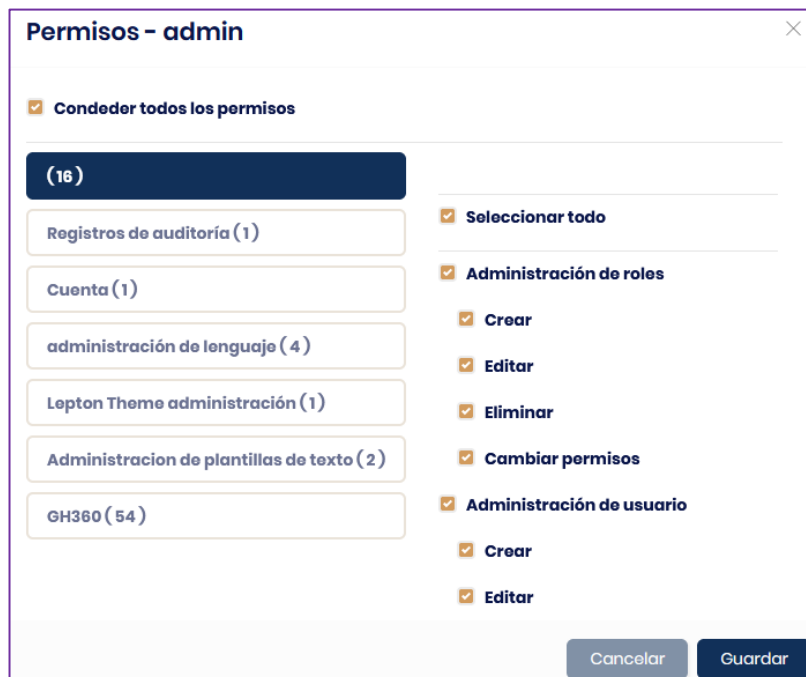 Permisos - admin
Condeder todos los permisos
(16)
Registros de auditoría (1)
Cuenta (1)
administración de lenguaje (4)
Lepton Theme administración (1)
Administracion de plantillas de texto (2)
GH360 (54)
Seleccionar todo
Administración de roles
Crear
Editar
Eliminar
Cambiar permisos
Administración de usuario
Crear
Editar
Cancelar
Guardar